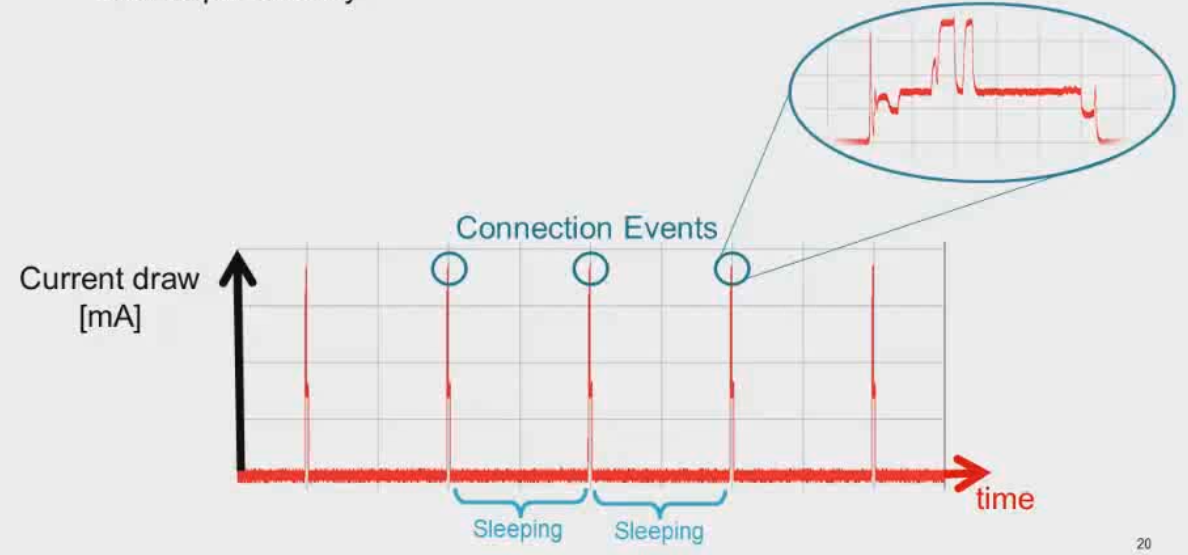 Connection Events
Current draw
[mA]
time
Sleeping
Sleeping
20